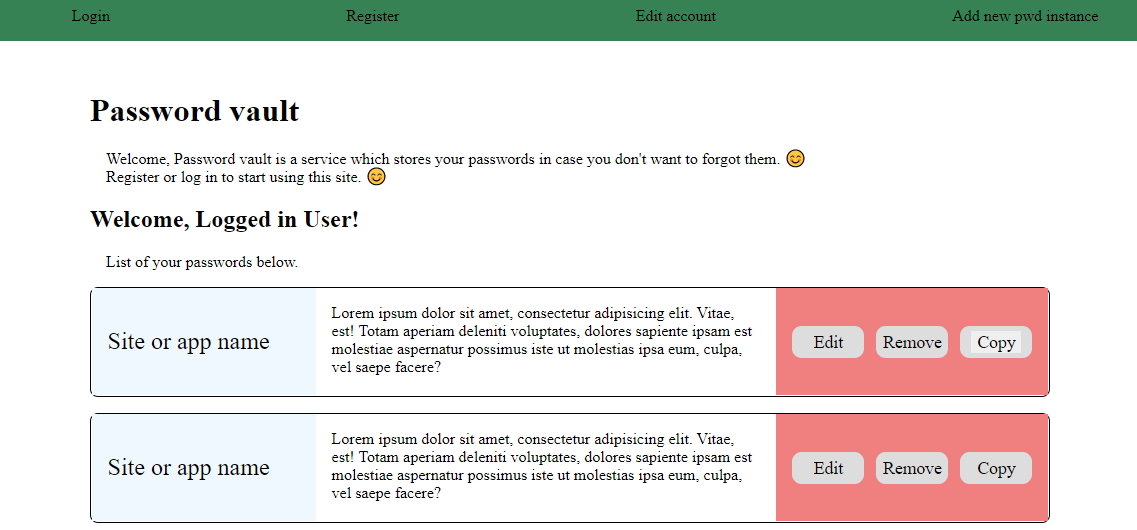 Login Register Edit account Add new pwd instance
Password vault
Welcome, Password vault is a service which stores your passwords in case you don't want to forgot them. 😊
Register or log in to start using this site. 😊
Welcome, Logged in User!
List of your passwords below.
Site or app name
Lorem ipsum dolor sit amet, consectetur adipisicing elit. Vitae,
est! Totam aperiam deleniti voluptates, dolores sapiente ipsam est
molestiae aspernatur possimus iste ut molestias ipsa eum, culpa,
vel saepe facere?
Edit Remove Copy
Site or app name
Lorem ipsum dolor sit amet, consectetur adipisicing elit. Vitae,
est! Totam aperiam deleniti voluptates, dolores sapiente ipsam est
molestiae aspernatur possimus iste ut molestias ipsa eum, culpa,
vel saepe facere?
Edit Remove Copy